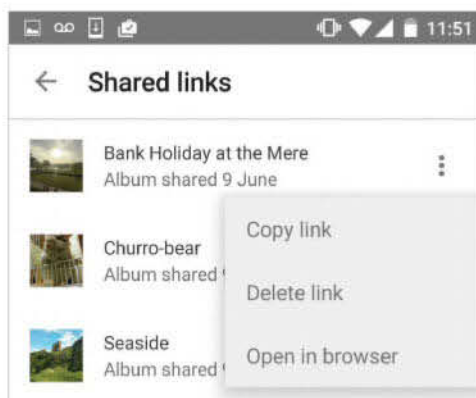 11:51
Shared links
Bank Holiday at the Mere
Album shared 9 June
Copy link
Churro-bear
Album shared
Delete link
Seaside
Album shared
Open in browser